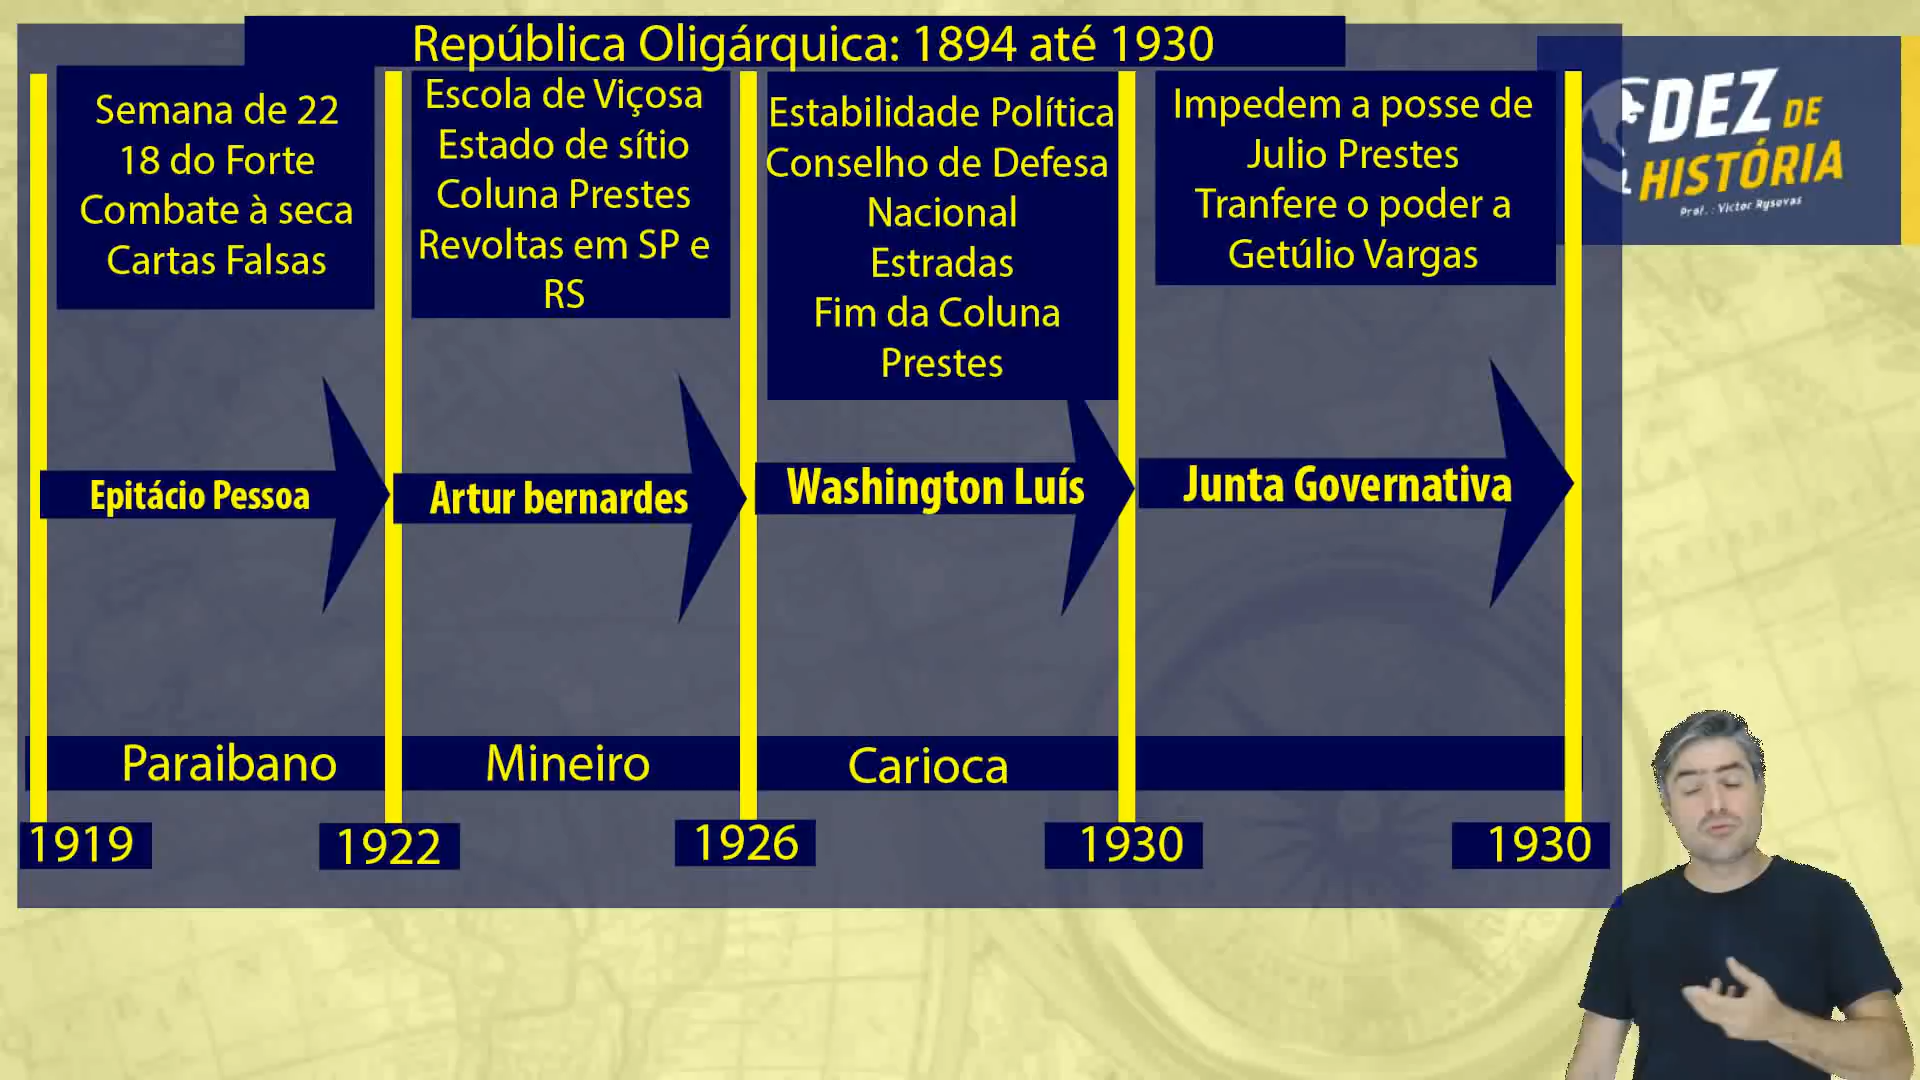 República Oligárquica: 1894 até 1930
Semana de 22
18 do Forte
Combate à seca
Cartas Falsas
Escola de Viçosa
Estado de sítio
Coluna Prestes
Revoltas em SP e
RS
Estabilidade Política
Conselho de Defesa
Nacional
Estradas
Fim da Coluna
Prestes
Impedem a posse de
Julio Prestes
Tranfere o poder a
Getúlio Vargas
DEZ DE
HISTÓRIA
Prof.: Victor Rysovas
Epitácio Pessoa
Artur bernardes
Washington Luís
Junta Governativa
Paraibano
Mineiro
Carioca
1919
1922
1926
1930
1930